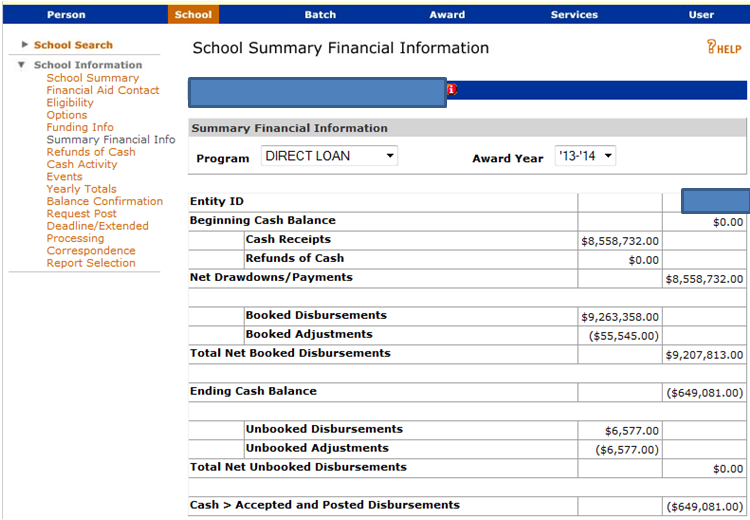 Person School Batch Award Services User
School Search
School Information
School Summary
Financial Aid Contact
Eligibility
Options
Funding Info
Summary Financial Info
Refunds of Cash
Cash Activity
Events
Yearly Totals
Balance Confirmation
Request Post
Deadline/Extended
Processing
Correspondence
Report Selection
School Summary Financial Information
?HELP
i
Summary Financial Information
Program DIRECT LOAN Award Year '13-'14
Entity ID
Beginning Cash Balance $0.00
Cash Receipts $8,558,732.00
Refunds of Cash $0.00
Net Drawdowns/Payments $8,558,732.00
Booked Disbursements $9,263,358.00
Booked Adjustments ($55,545.00)
Total Net Booked Disbursements $9,207,813.00
Ending Cash Balance ($649,081.00)
Unbooked Disbursements $6,577.00
Unbooked Adjustments ($6,577.00)
Total Net Unbooked Disbursements $0.00
Cash > Accepted and Posted Disbursements ($649,081.00)